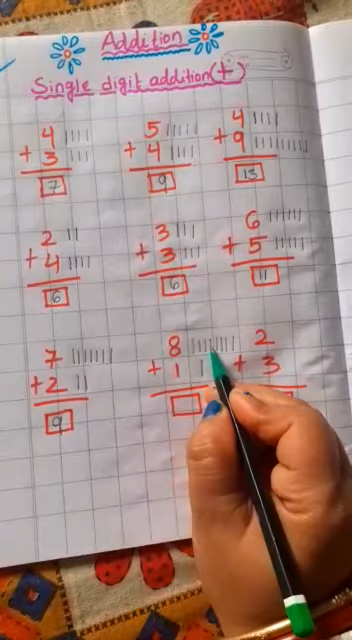 Addition
Single digit addition(+)
4 |||| 5 ||||| 4 ||||
+ 3 ||| + 4 |||| + 9 |||||||||
7 9 13
2 || 3 ||| 6 ||||||
+ 4 |||| + 3 ||| + 5 |||||
6 6 11
7 ||||||| 8 |||||||| 2
+ 2 || + 1 | + 3
9